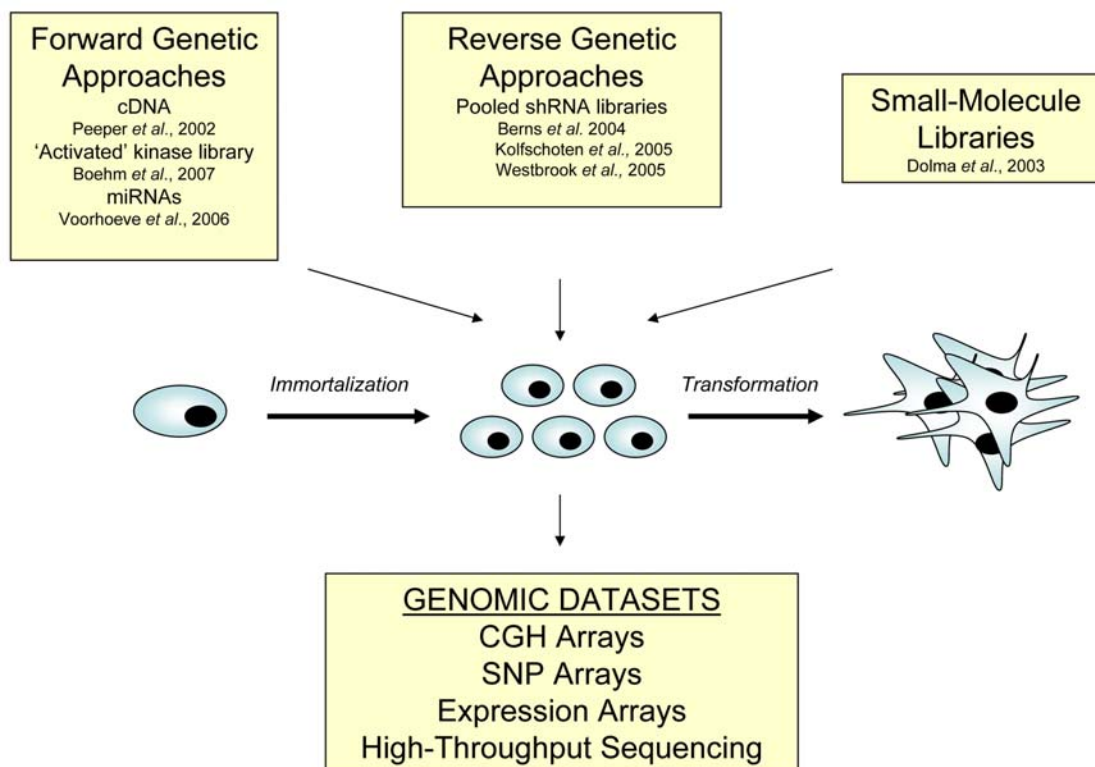 Forward Genetic
Approaches
cDNA
Peeper et al., 2002
‘Activated’ kinase library
Boehm et al., 2007
miRNAs
Voorhoeve et al., 2006
Reverse Genetic
Approaches
Pooled shRNA libraries
Berns et al. 2004
Kolfschoten et al., 2005
Westbrook et al., 2005
Small-Molecule
Libraries
Dolma et al., 2003
Immortalization
Transformation
GENOMIC DATASETS
CGH Arrays
SNP Arrays
Expression Arrays
High-Throughput Sequencing